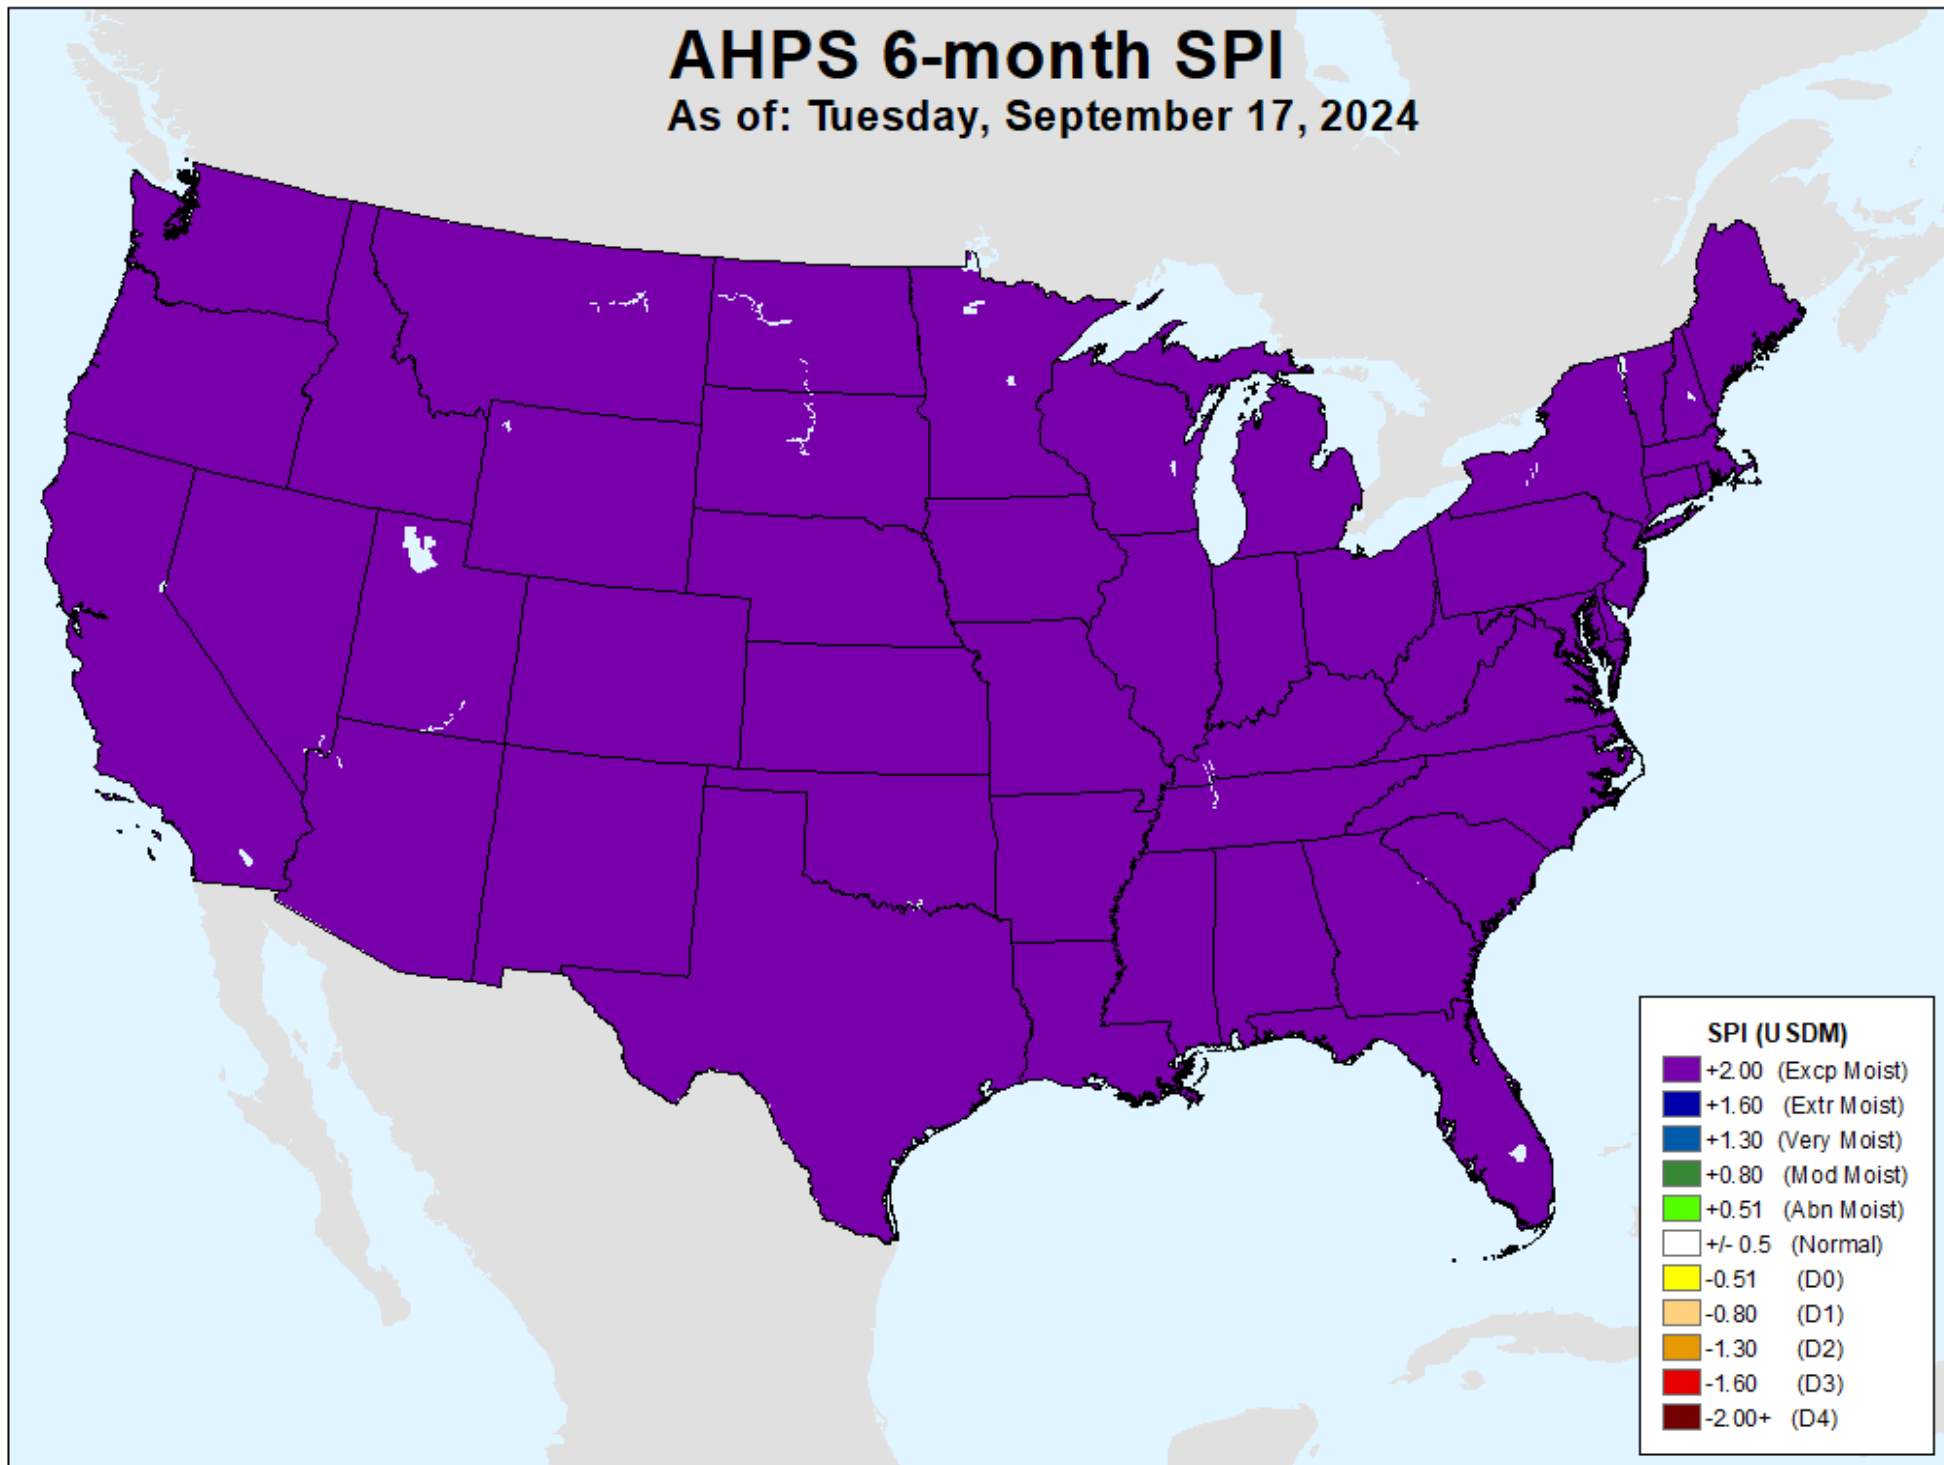 AHPS 6-month SPI
As of: Tuesday, September 17, 2024
SPI (USDM)
+2.00 (Excp Moist)
+1.60 (Extr Moist)
+1.30 (Very Moist)
+0.80 (Mod Moist)
+0.51 (Abn Moist)
+/- 0.5 (Normal)
-0.51 (D0)
-0.80 (D1)
-1.30 (D2)
-1.60 (D3)
-2.00+ (D4)